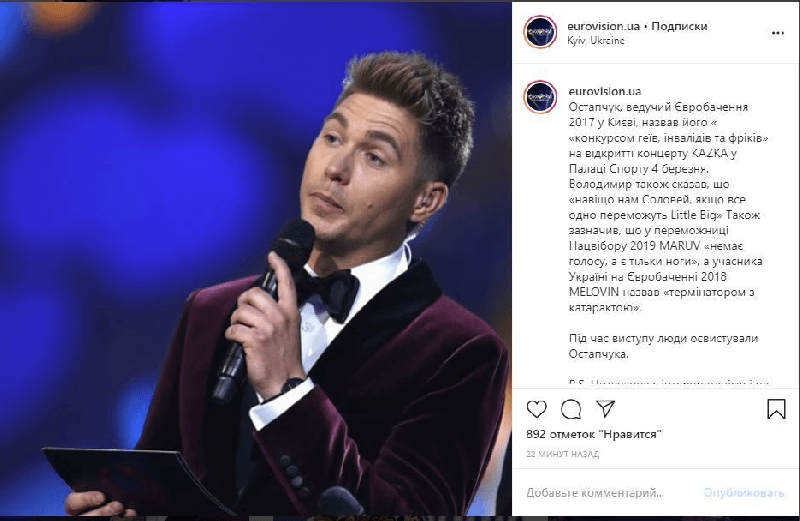 eurovision.ua • Подписки
Kyiv, Ukraine
eurovision.ua
Остапчук, ведучий Євробачення
2017 у Києві, назвав його «
«конкурсом геїв, інвалідів та фріків»
на відкритті концерту KAZKA у
Палаці Спорту 4 березня.
Володимир також сказав, що
«навіщо нам Соловей, якщо все
одно переможуть Little Big» Також
зазначив, що у переможниці
Нацвібору 2019 MARUV «немає
голосу, а є тільки ноги», а учасника
Україні на Євробаченні 2018
MELOVIN назвав «термінатором з
катарактою».
Під час виступу люди освистували
Остапчука.
892 отметок "Нравится"
22 МИНУТ НАЗАД
Добавьте комментарий...
Опубликовать